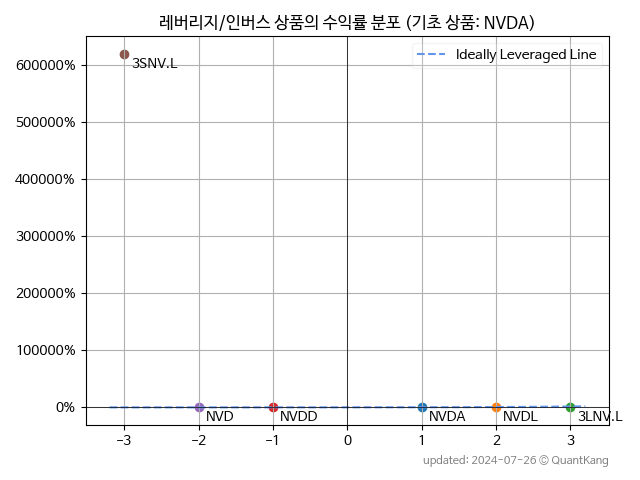 레버리지/인버스 상품의 수익률 분포 (기초 상품: NVDA)
Ideally Leveraged Line
3SNV.L
600000%
500000%
400000%
300000%
200000%
100000%
0%
NVD
NVDD
NVDA
NVDL
3LNV.L
−3
−2
−1
0
1
2
3
updated: 2024-07-26 © QuantKang